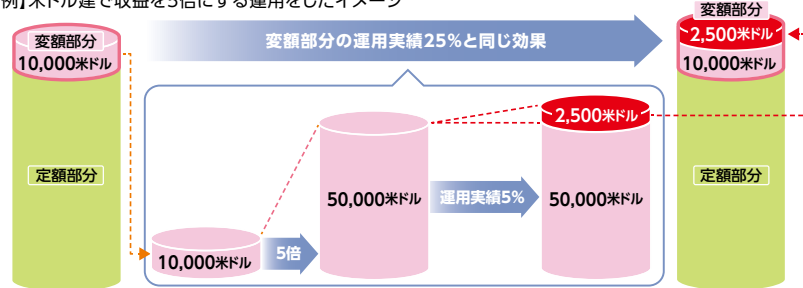 例】米ドル建で収益を5倍にする運用をしたイメージ
変額部分
10,000米ドル
定額部分
変額部分の運用実績25%と同じ効果
10,000米ドル
5倍
50,000米ドル
運用実績5%
2,500米ドル
50,000米ドル
変額部分
2,500米ドル
10,000米ドル
定額部分